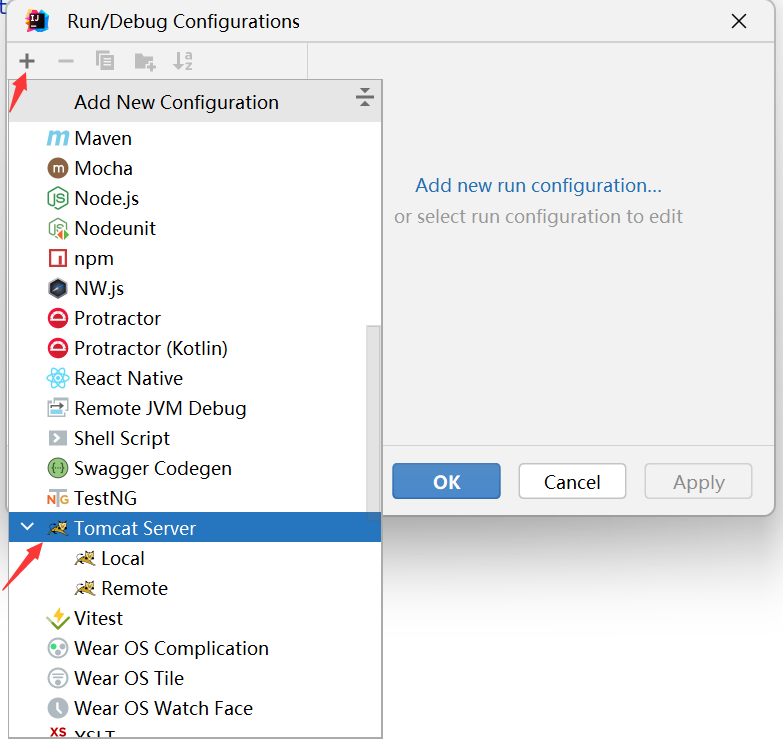 Run/Debug Configurations
Add New Configuration
Maven
Mocha
Node.js
Nodeunit
npm
NW.js
Protractor
Protractor (Kotlin)
React Native
Remote JVM Debug
Shell Script
Swagger Codegen
TestNG
Tomcat Server
Local
Remote
Vitest
Wear OS Complication
Wear OS Tile
Wear OS Watch Face
XSLT
Add new run configuration...
or select run configuration to edit
OK
Cancel
Apply